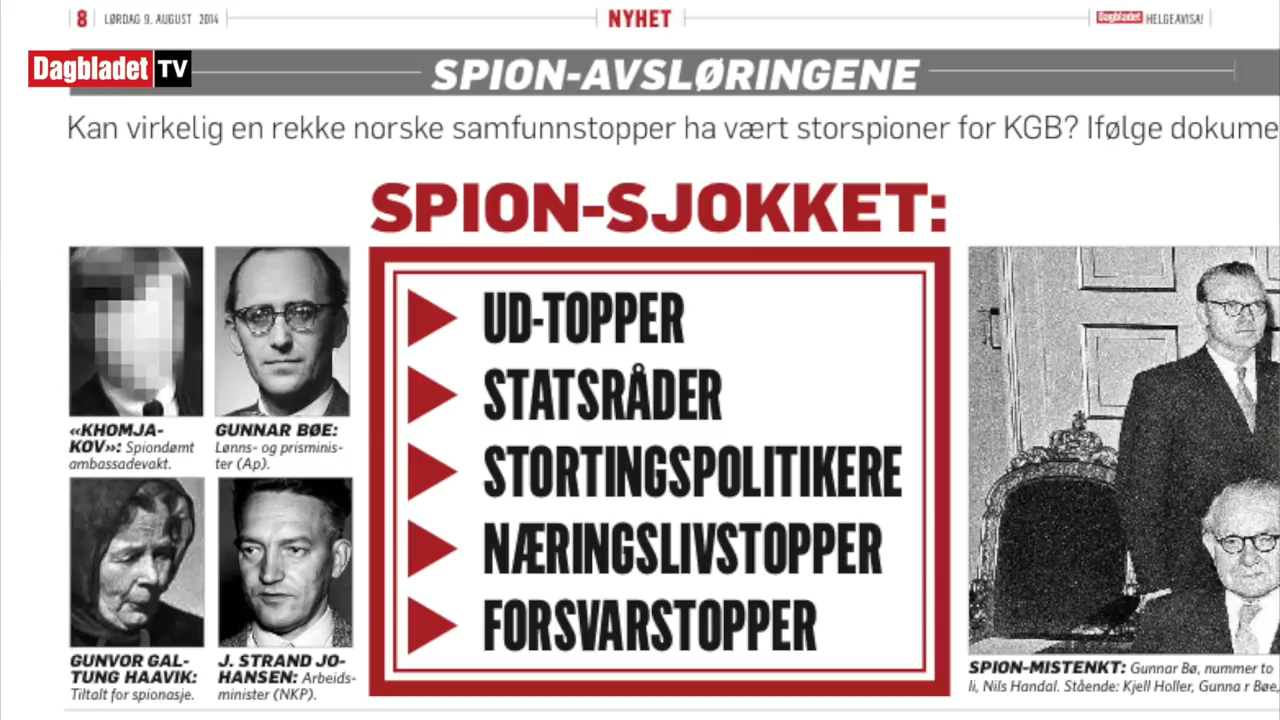 8 LØRDAG 9. AUGUST 2014
NYHET
Dagbladet HELGEAVISA!
Dagbladet TV
SPION-AVSLØRINGENE
Kan virkelig en rekke norske samfunnstopper ha vært storspioner for KGB? Ifølge dokume
SPION-SJOKKET:
UD-TOPPER
STATSRÅDER
STORTINGSPOLITIKERE
NÆRINGSLIVSTOPPER
FORSVARSTOPPER
«KHOMJA-
KOV»: Spiondømt
ambassadevakt.
GUNNAR BØE:
Lønns- og prisminis-
ter (Ap).
GUNVOR GAL-
TUNG HAAVIK:
Tiltalt for spionasje.
J. STRAND JO-
HANSEN: Arbeids-
minister (NKP).
SPION-MISTENKT: Gunnar Bø, nummer to
li, Nils Handal. Stående: Kjell Holler, Gunna r Bøe,